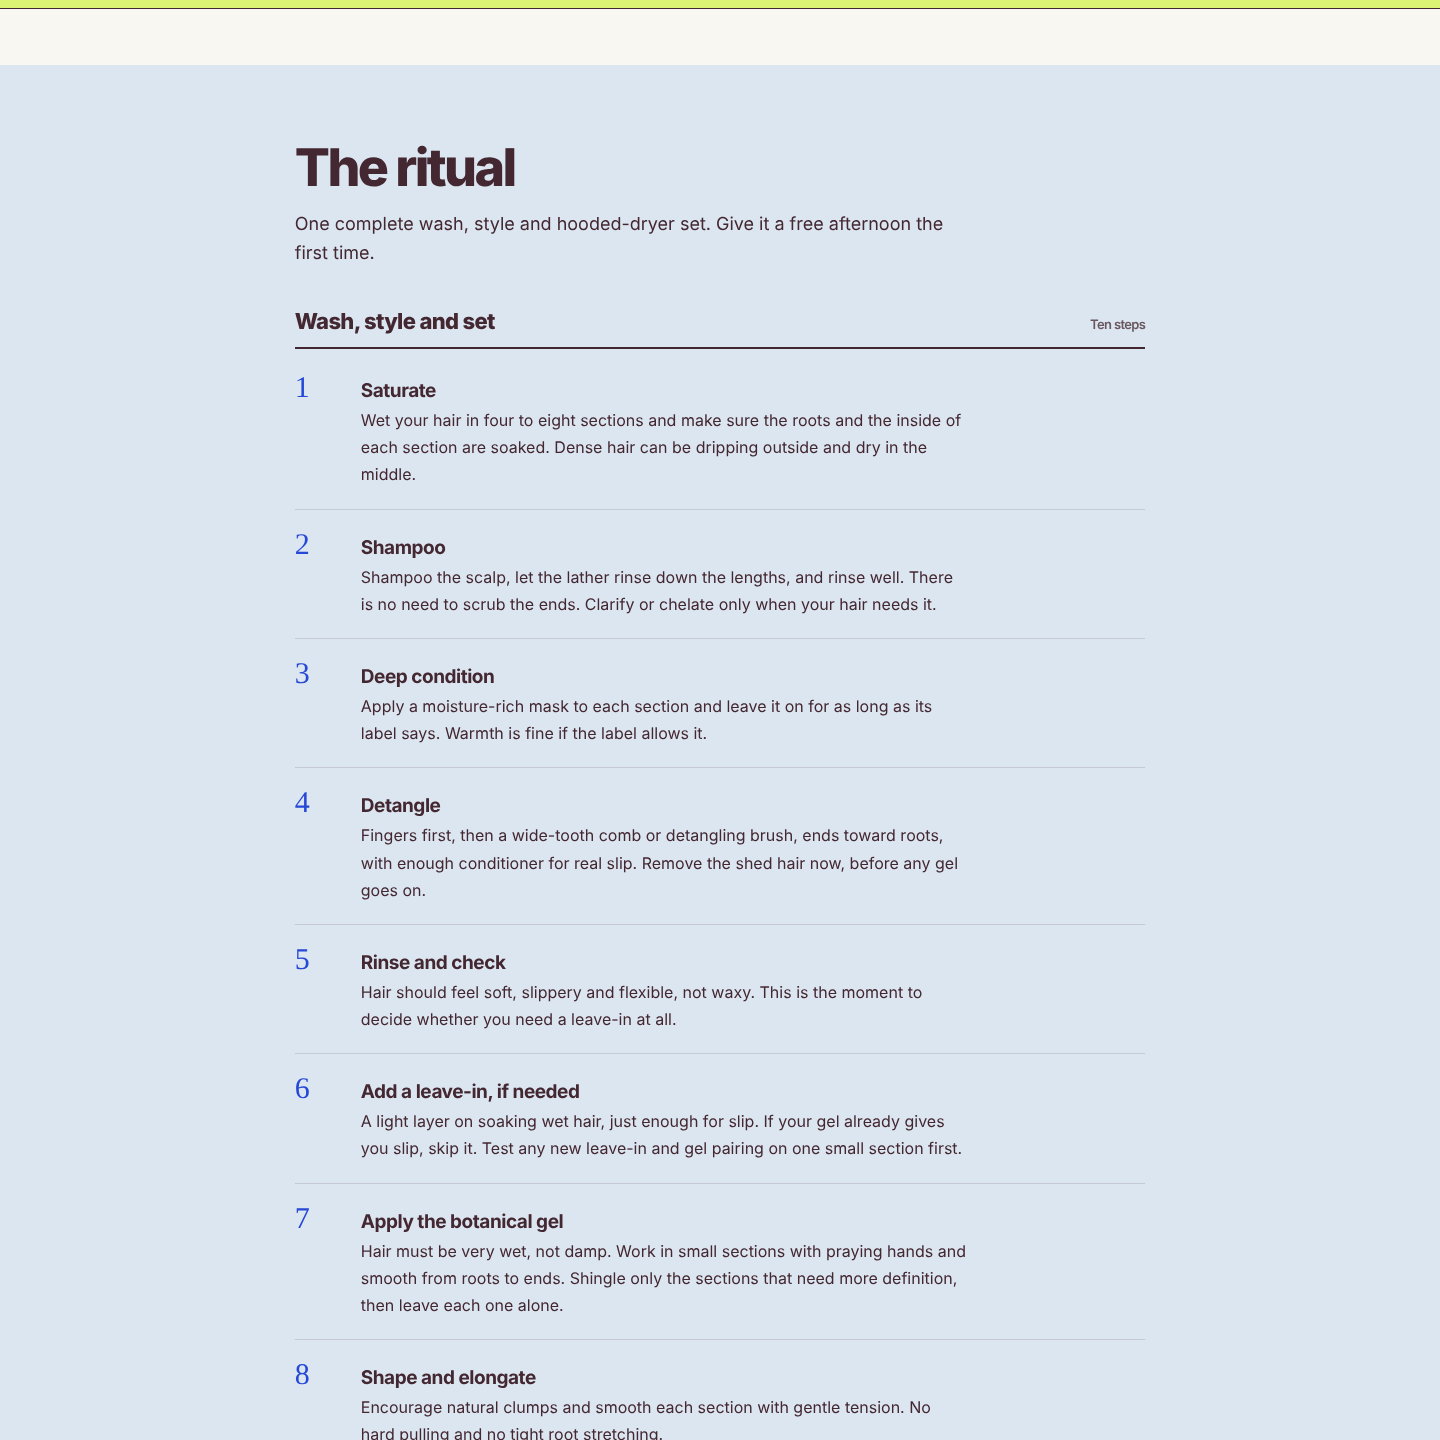 The ritual
One complete wash, style and hooded-dryer set. Give it a free afternoon the
first time.
Wash, style and set
Ten steps
1
Saturate
Wet your hair in four to eight sections and make sure the roots and the inside of
each section are soaked. Dense hair can be dripping outside and dry in the
middle.
2
Shampoo
Shampoo the scalp, let the lather rinse down the lengths, and rinse well. There
is no need to scrub the ends. Clarify or chelate only when your hair needs it.
3
Deep condition
Apply a moisture-rich mask to each section and leave it on for as long as its
label says. Warmth is fine if the label allows it.
4
Detangle
Fingers first, then a wide-tooth comb or detangling brush, ends toward roots,
with enough conditioner for real slip. Remove the shed hair now, before any gel
goes on.
5
Rinse and check
Hair should feel soft, slippery and flexible, not waxy. This is the moment to
decide whether you need a leave-in at all.
6
Add a leave-in, if needed
A light layer on soaking wet hair, just enough for slip. If your gel already gives
you slip, skip it. Test any new leave-in and gel pairing on one small section first.
7
Apply the botanical gel
Hair must be very wet, not damp. Work in small sections with praying hands and
smooth from roots to ends. Shingle only the sections that need more definition,
then leave each one alone.
8
Shape and elongate
Encourage natural clumps and smooth each section with gentle tension. No
hard pulling and no tight root stretching.